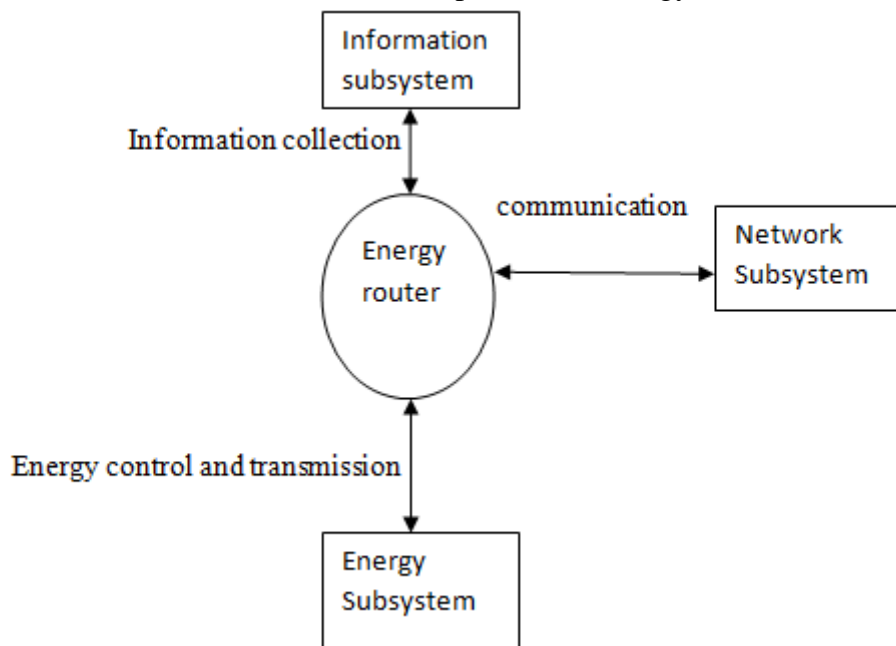 Information
subsystem
Information collection
communication
Network
Subsystem
Energy
router
Energy control and transmission
Energy
Subsystem